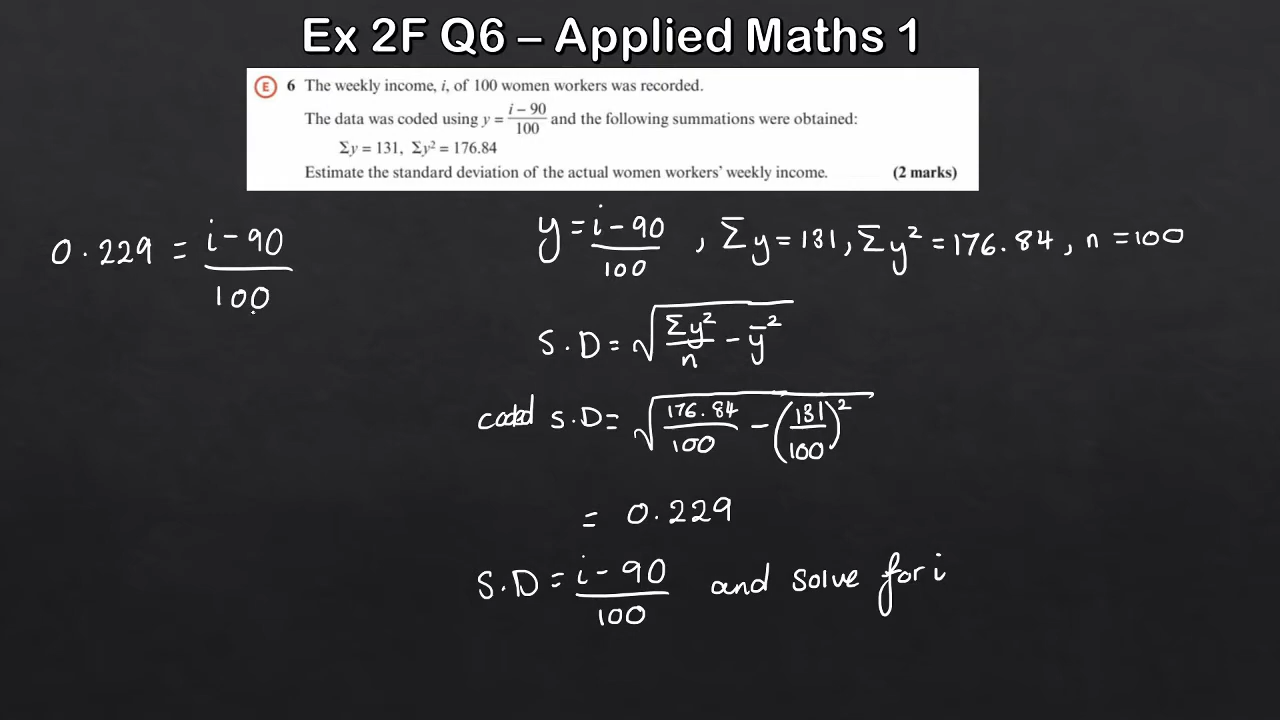 Ex 2F Q6 – Applied Maths 1
E 6 The weekly income, i, of 100 women workers was recorded.
The data was coded using y = (i – 90)/100 and the following summations were obtained:
Σy = 131, Σy² = 176.84
Estimate the standard deviation of the actual women workers' weekly income. (2 marks)
0.229 = (i – 90)/100
y = (i – 90)/100 , Σy = 131, Σy² = 176.84, n = 100
S.D = √(Σy²/n – ȳ²)
coded S.D = √(176.84/100 – (131/100)²)
= 0.229
S.D = (i – 90)/100 and solve for i